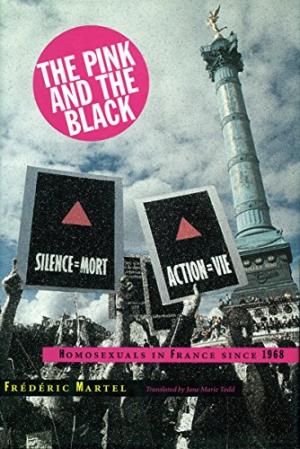 THE PINK
AND THE
BLACK
SILENCE=MORT
ACTION=VIE
HOMOSEXUALS IN FRANCE SINCE 1968
FRÉDÉRIC MARTEL
Translated by Jane Marie Todd